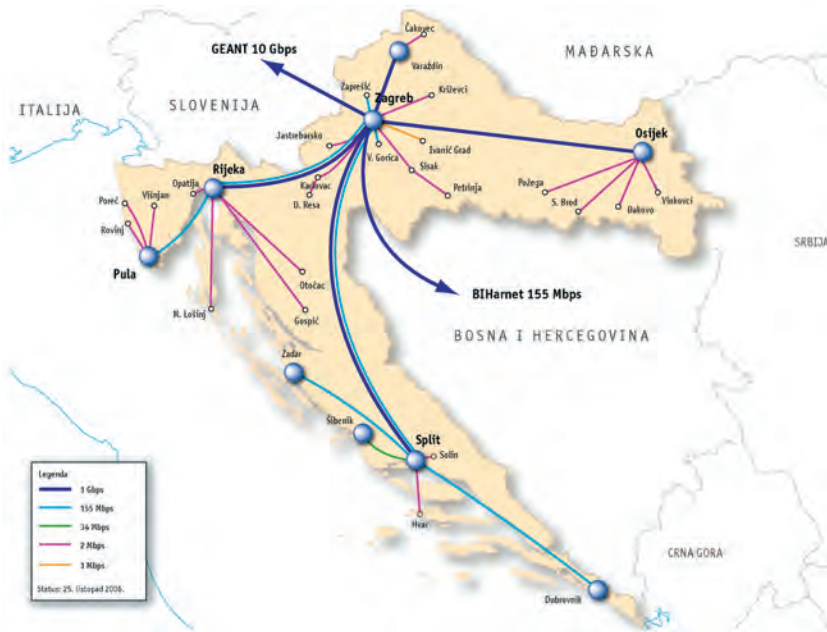 GEANT 10 Gbps
Čakovec
Varaždin
MAĐARSKA
ITALIJA
SLOVENIJA
Zaprešić
Zagreb
Križevci
Jastrebarsko
V. Gorica
Ivanić Grad
Osijek
Rijeka
Opatija
Karlovac
D. Resa
Sisak
Petrinja
Požega
S. Brod
Đakovo
Vinkovci
Poreč
Višnjan
Rovinj
Pula
SRBIJA
Otočac
BIHarnet 155 Mbps
M. Lošinj
Gospić
BOSNA I HERCEGOVINA
Zadar
Šibenik
Split
Solin
Hvar
Legenda
1 Gbps
155 Mbps
34 Mbps
2 Mbps
1 Mbps
Status: 25. listopad 2006.
CRNA GORA
Dubrovnik